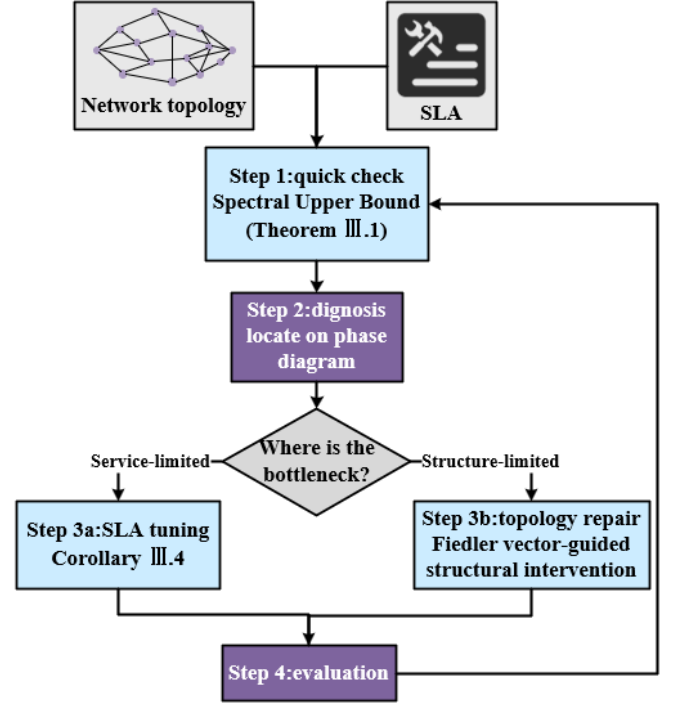 Network topology
SLA
Step 1:quick check
Spectral Upper Bound
(Theorem Ⅲ.1)
Step 2:dignosis
locate on phase
diagram
Where is the
bottleneck?
Service-limited
Structure-limited
Step 3a:SLA tuning
Corollary Ⅲ.4
Step 3b:topology repair
Fiedler vector-guided
structural intervention
Step 4:evaluation